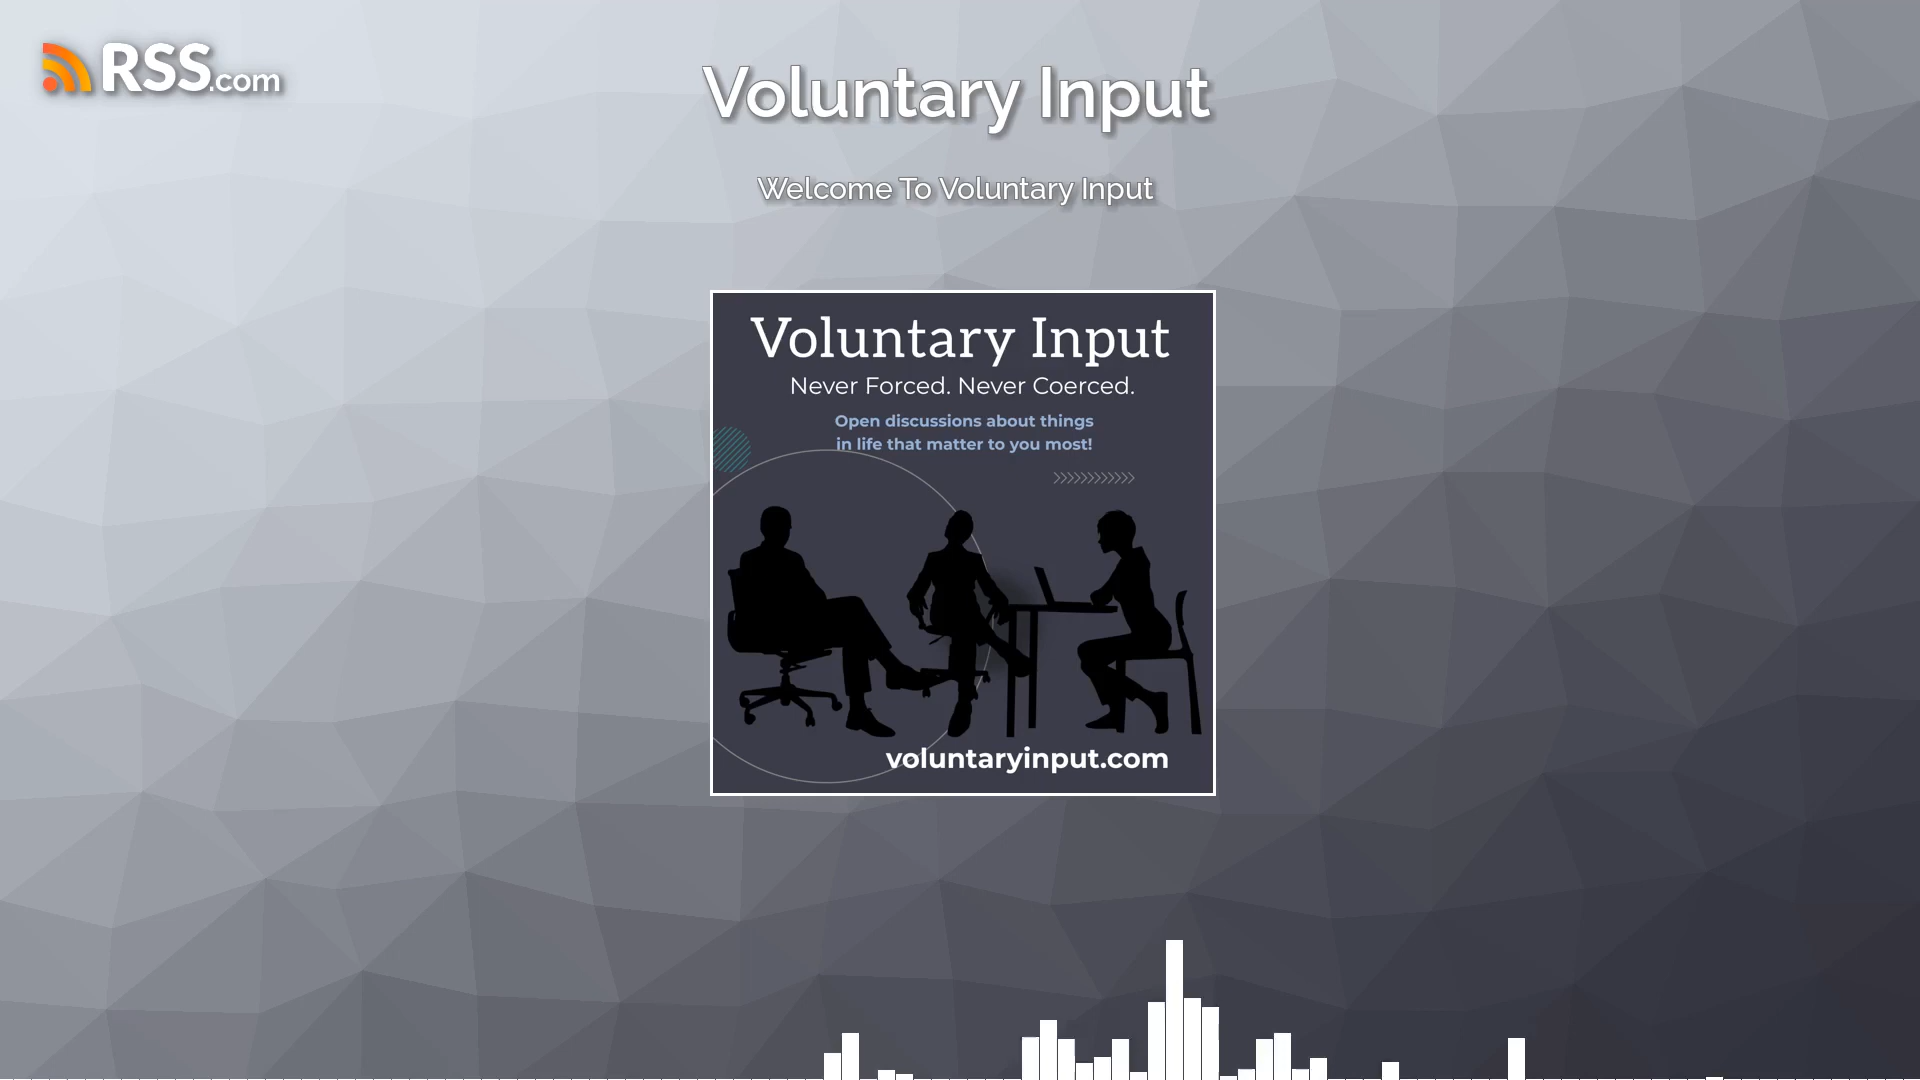 RSS.com
Voluntary Input
Welcome To Voluntary Input
Voluntary Input
Never Forced. Never Coerced.
Open discussions about things
in life that matter to you most!
voluntaryinput.com